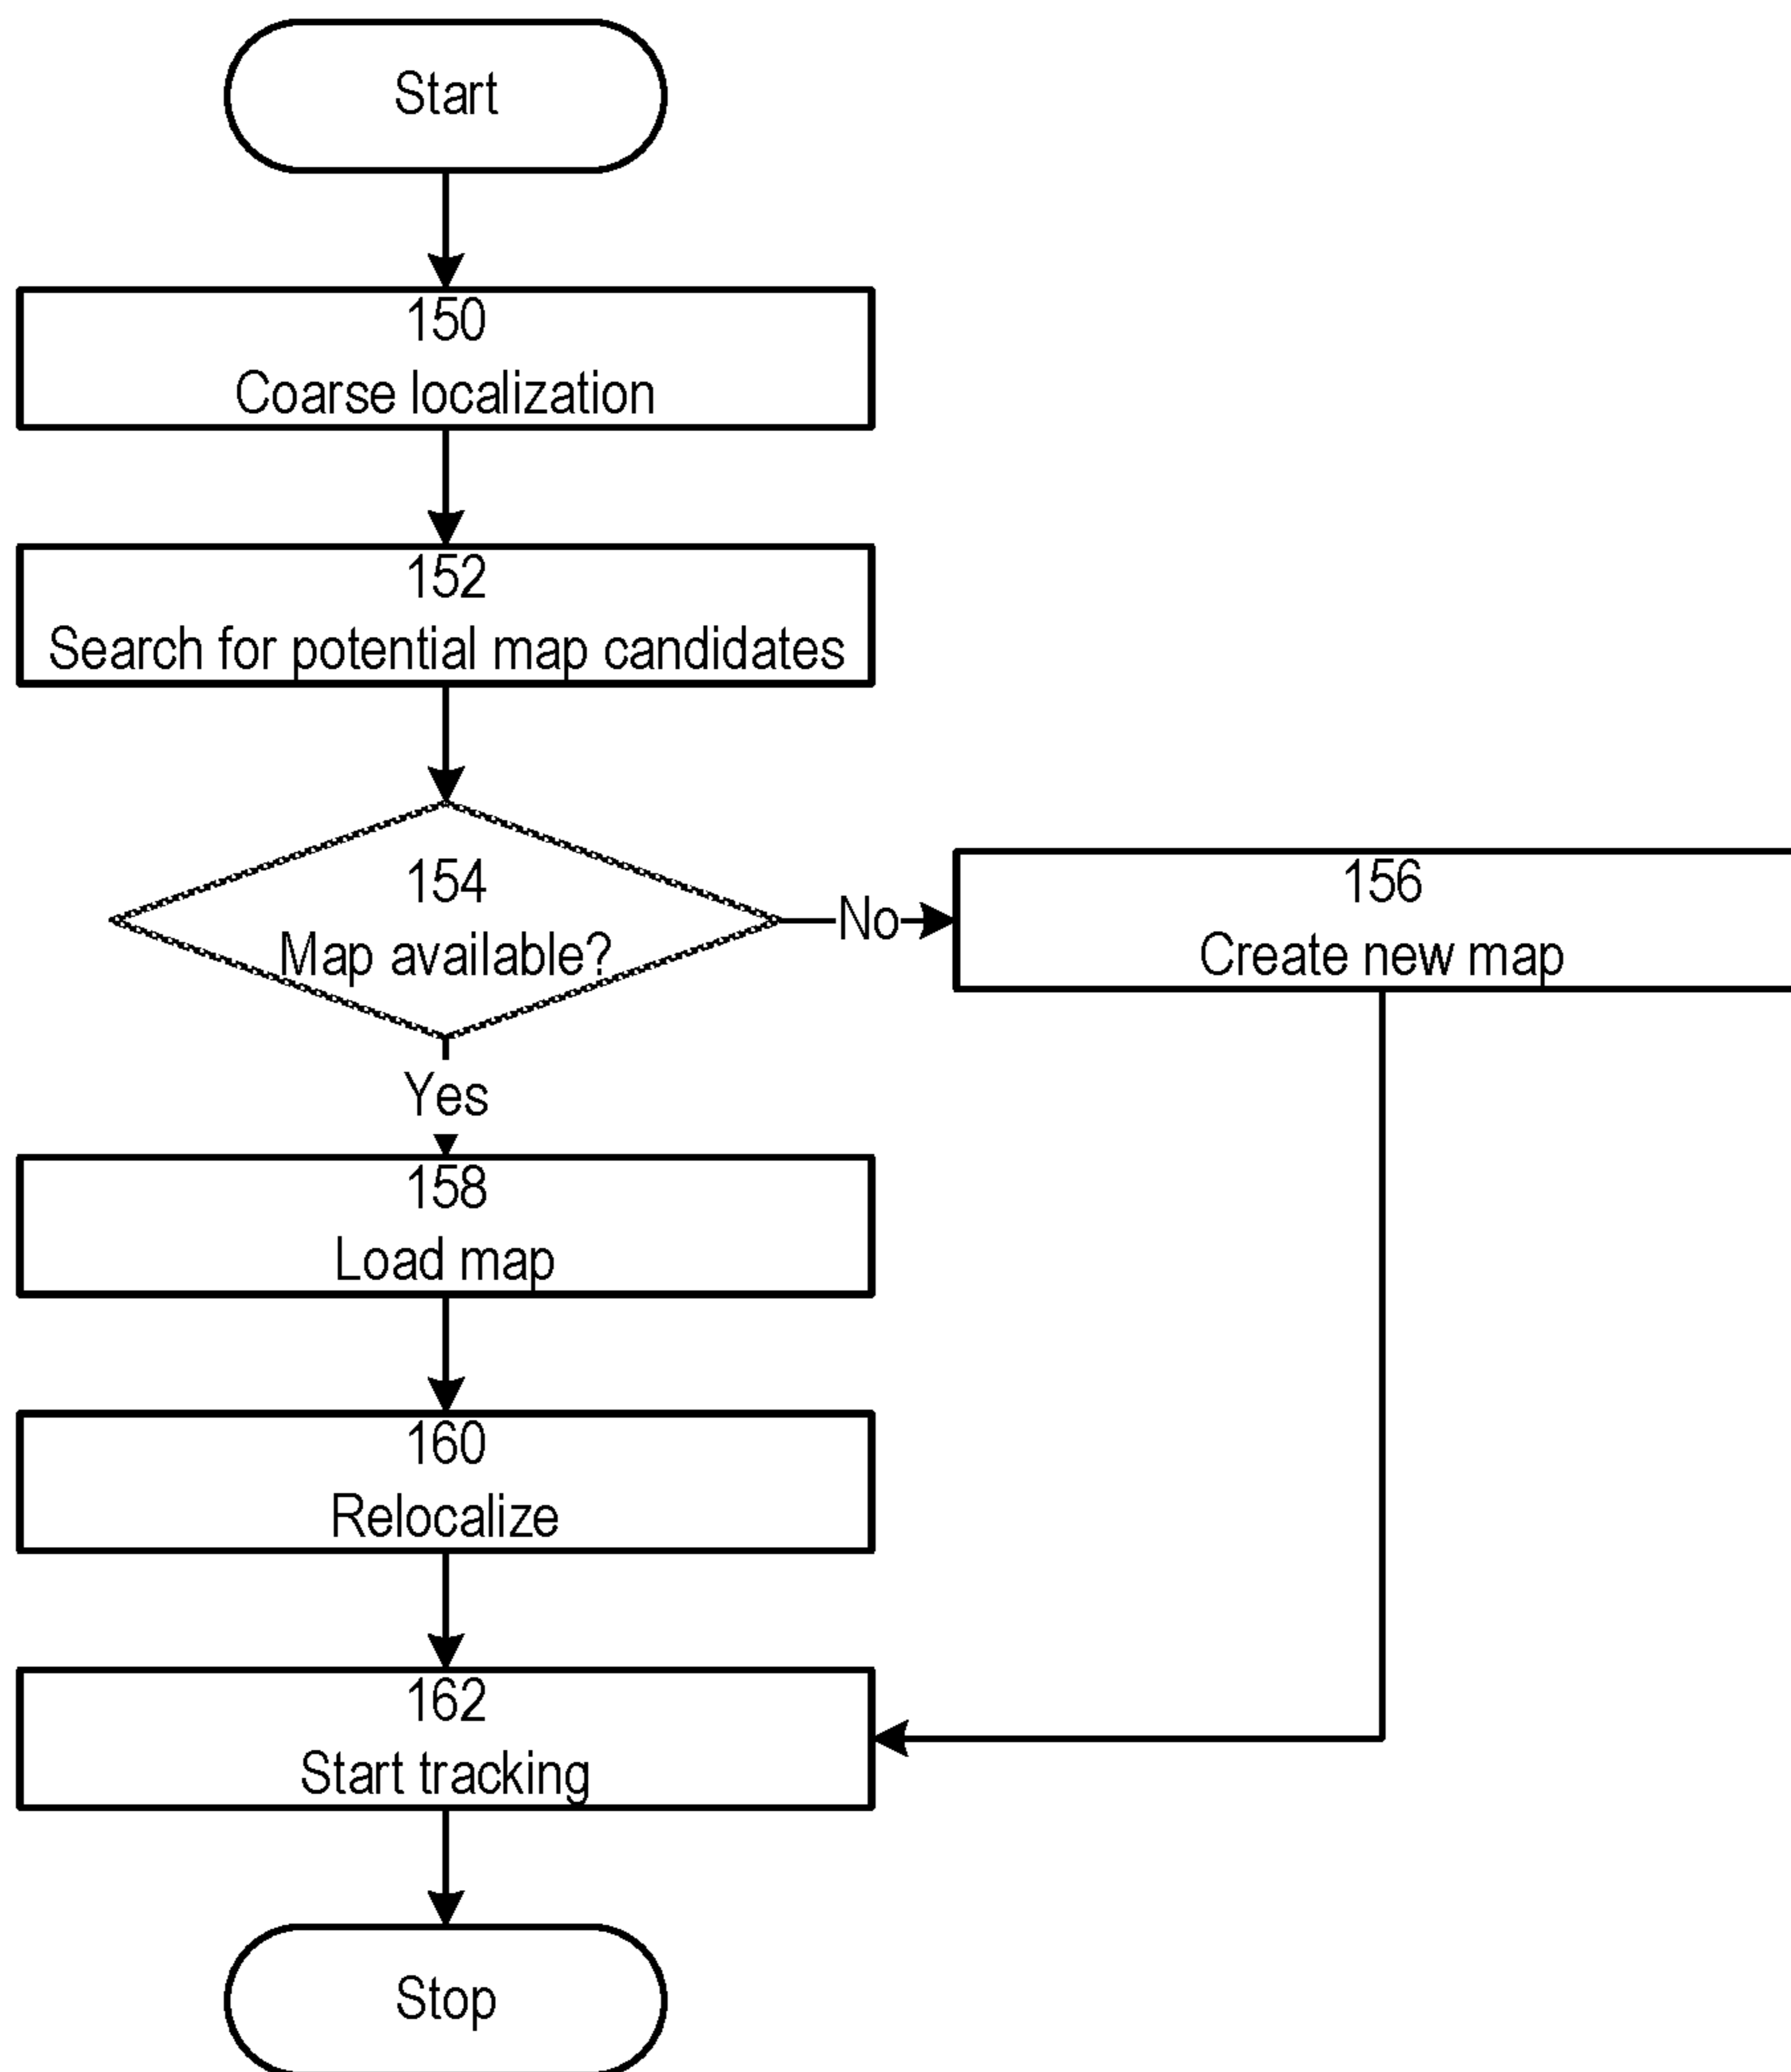 Start
150
Coarse localization
152
Search for potential map candidates
154
Map available?
No
156
Create new map
Yes
158
Load map
160
Relocalize
162
Start tracking
Stop